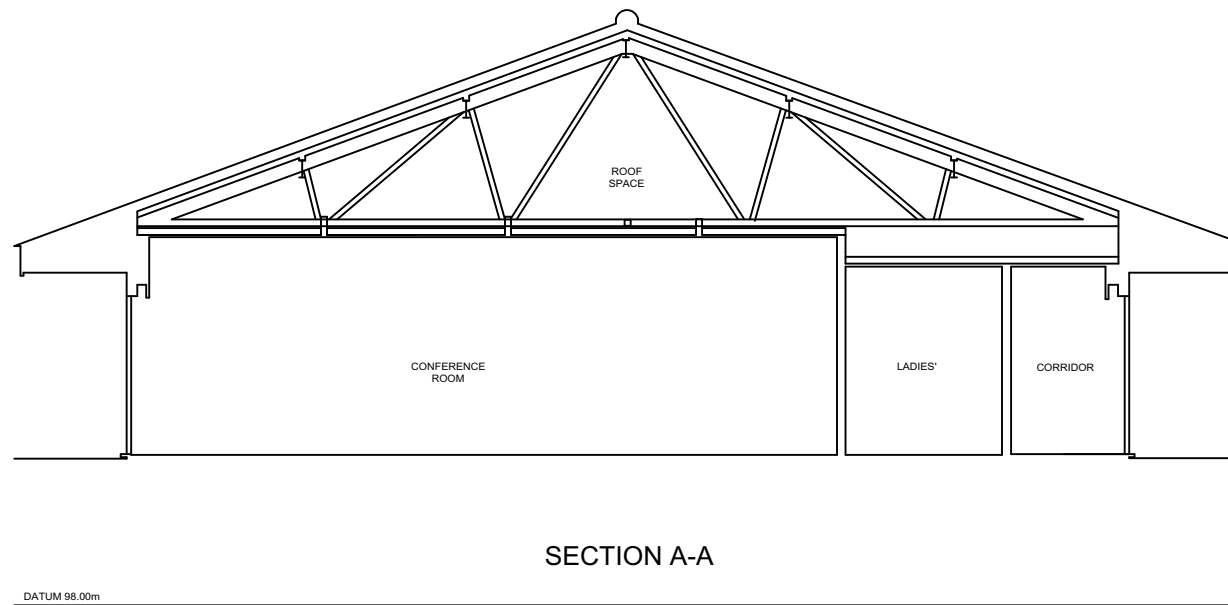 ROOF
SPACE
CONFERENCE
ROOM
LADIES'
CORRIDOR
SECTION A-A
DATUM 98.00m